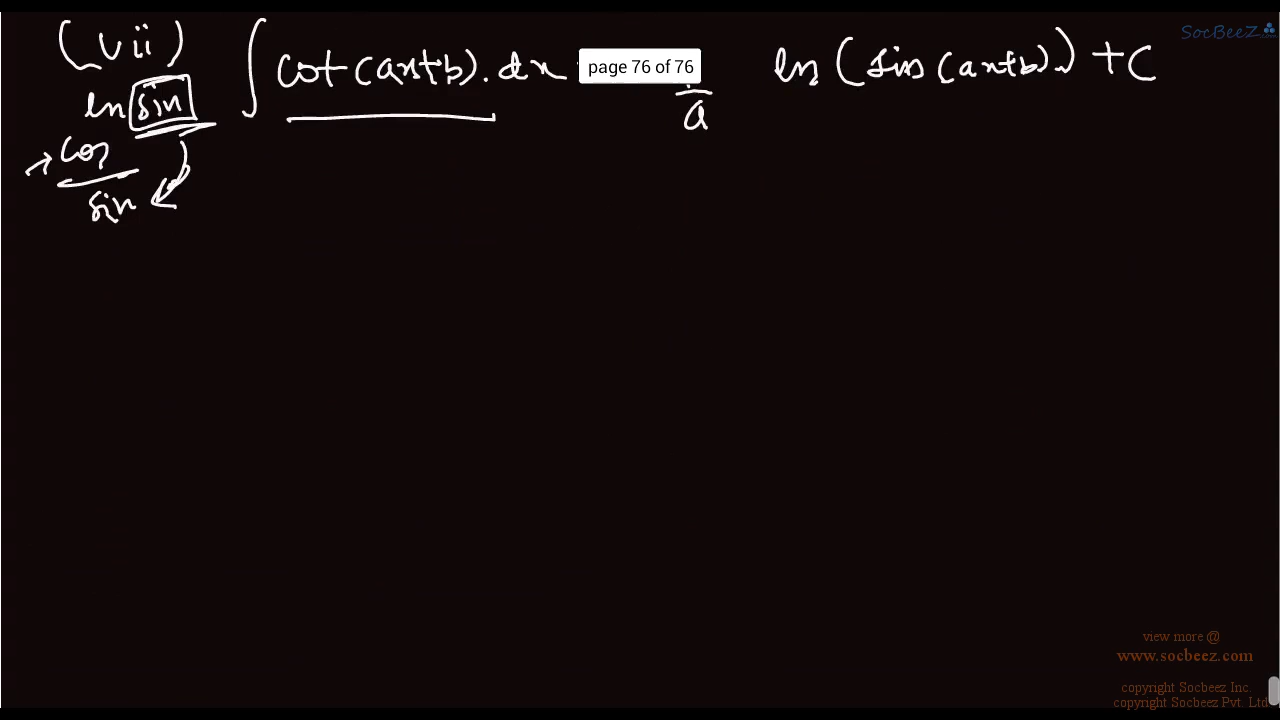 (vii) ∫ cot(ax+b).dx page 76 of 76 ln(sin(ax+b).) + C
a
ln sin
→ cos
sin
SocBeeZ
view more @
www.socbeez.com
copyright Socbeez Inc.
copyright Socbeez Pvt. Ltd